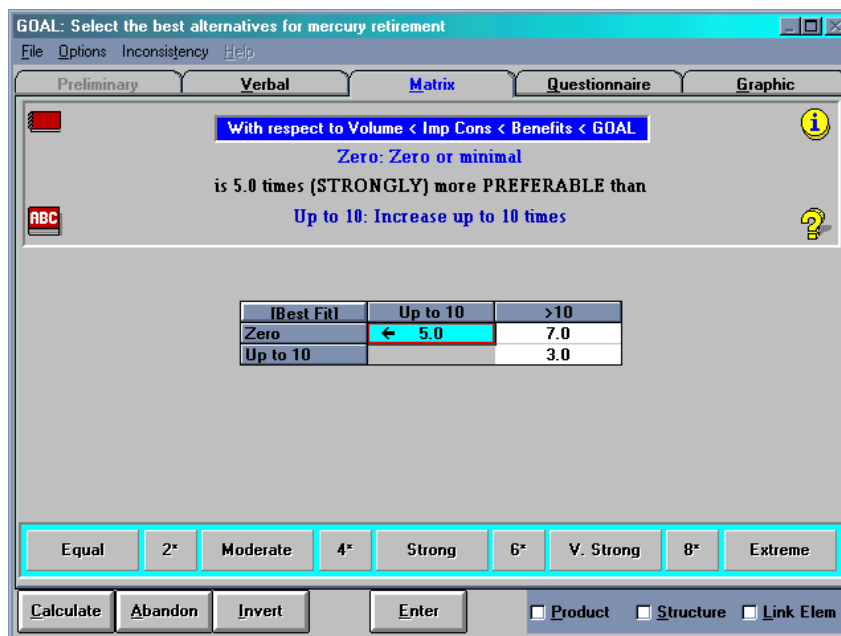 GOAL: Select the best alternatives for mercury retirement
File Options Inconsistency Help
Preliminary Verbal Matrix Questionnaire Graphic
With respect to Volume < Imp Cons < Benefits < GOAL
Zero: Zero or minimal
is 5.0 times (STRONGLY) more PREFERABLE than
ABC
Up to 10: Increase up to 10 times
[Best Fit] Up to 10 >10
Zero ← 5.0 7.0
Up to 10 3.0
Equal 2* Moderate 4* Strong 6* V. Strong 8* Extreme
Calculate Abandon Invert Enter Product Structure Link Elem